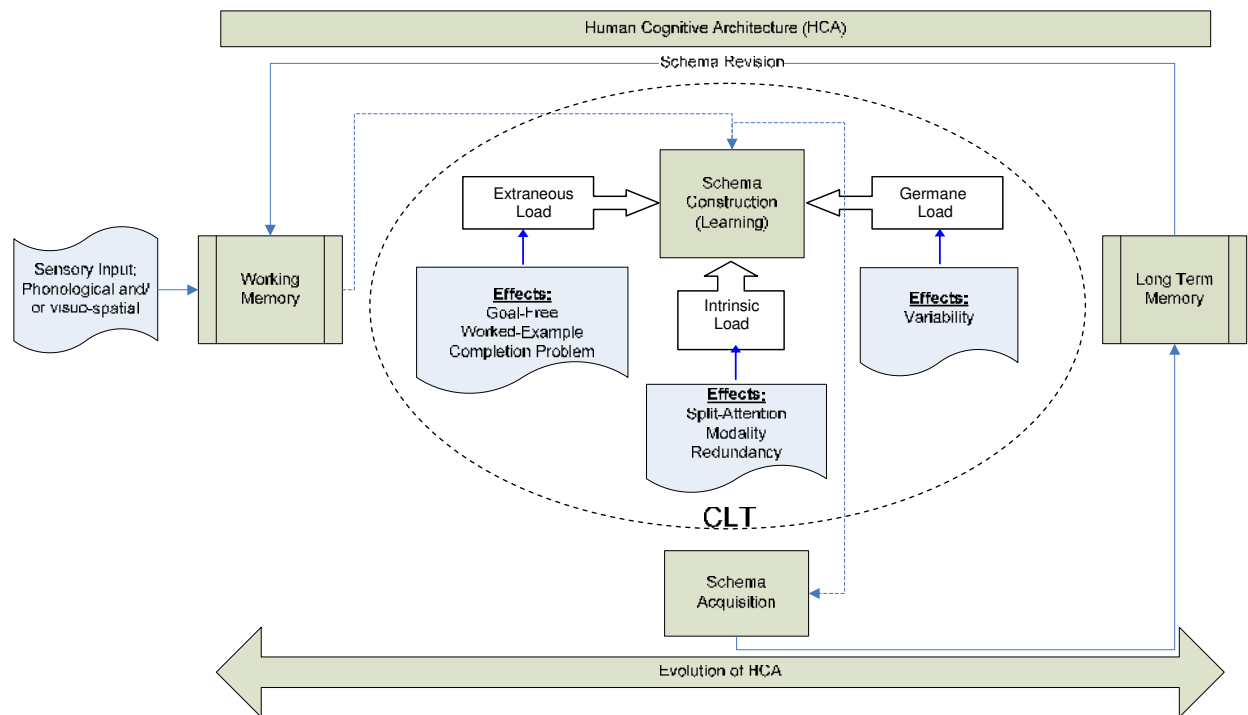 Human Cognitive Architecture (HCA)
Schema Revision
Sensory Input;
Phonological and/
or visuo-spatial
Working
Memory
Extraneous
Load
Effects:
Goal-Free
Worked-Example
Completion Problem
Schema
Construction
(Learning)
Intrinsic
Load
Effects:
Split-Attention
Modality
Redundancy
Germane
Load
Effects:
Variability
Long Term
Memory
CLT
Schema
Acquisition
Evolution of HCA